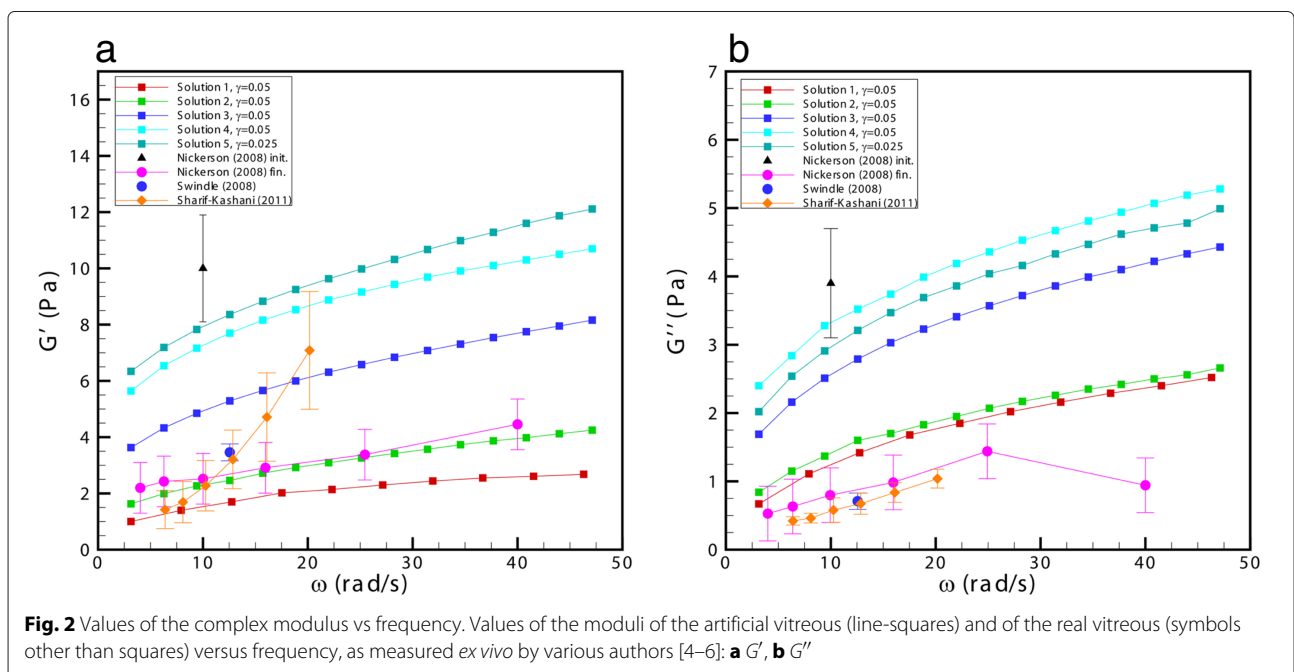 a
16
14
12
10
8
6
4
2
0
G′ (Pa)
0 10 20 30 40 50
ω (rad/s)
Solution 1, γ=0.05
Solution 2, γ=0.05
Solution 3, γ=0.05
Solution 4, γ=0.05
Solution 5, γ=0.025
Nickerson (2008) init.
Nickerson (2008) fin.
Swindle (2008)
Sharif-Kashani (2011)
b
7
6
5
4
3
2
1
0
G′′ (Pa)
0 10 20 30 40 50
ω (rad/s)
Solution 1, γ=0.05
Solution 2, γ=0.05
Solution 3, γ=0.05
Solution 4, γ=0.05
Solution 5, γ=0.025
Nickerson (2008) init.
Nickerson (2008) fin.
Swindle (2008)
Sharif-Kashani (2011)
Fig. 2 Values of the complex modulus vs frequency. Values of the moduli of the artificial vitreous (line-squares) and of the real vitreous (symbols
other than squares) versus frequency, as measured ex vivo by various authors [4–6]: a G′, b G′′